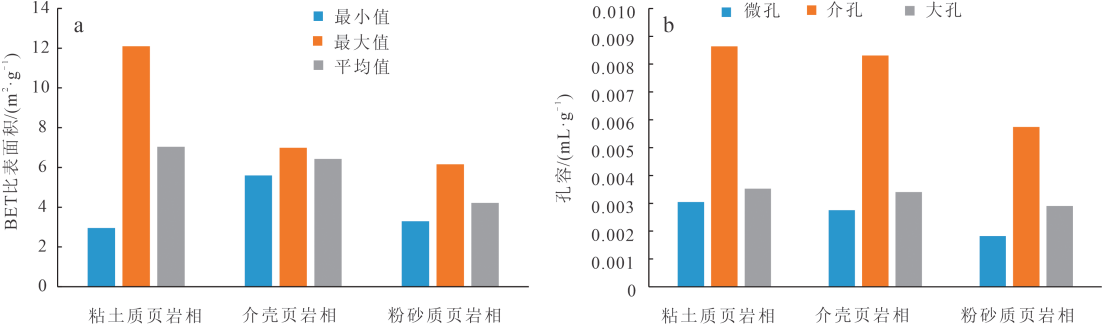 a
BET比表面积/(m²·g⁻¹)
14
12
10
8
6
4
2
0
最小值
最大值
平均值
粘土质页岩相 介壳页岩相 粉砂质页岩相
b
微孔 介孔 大孔
孔容/(mL·g⁻¹)
0.010
0.009
0.008
0.007
0.006
0.005
0.004
0.003
0.002
0.001
0
粘土质页岩相 介壳页岩相 粉砂质页岩相